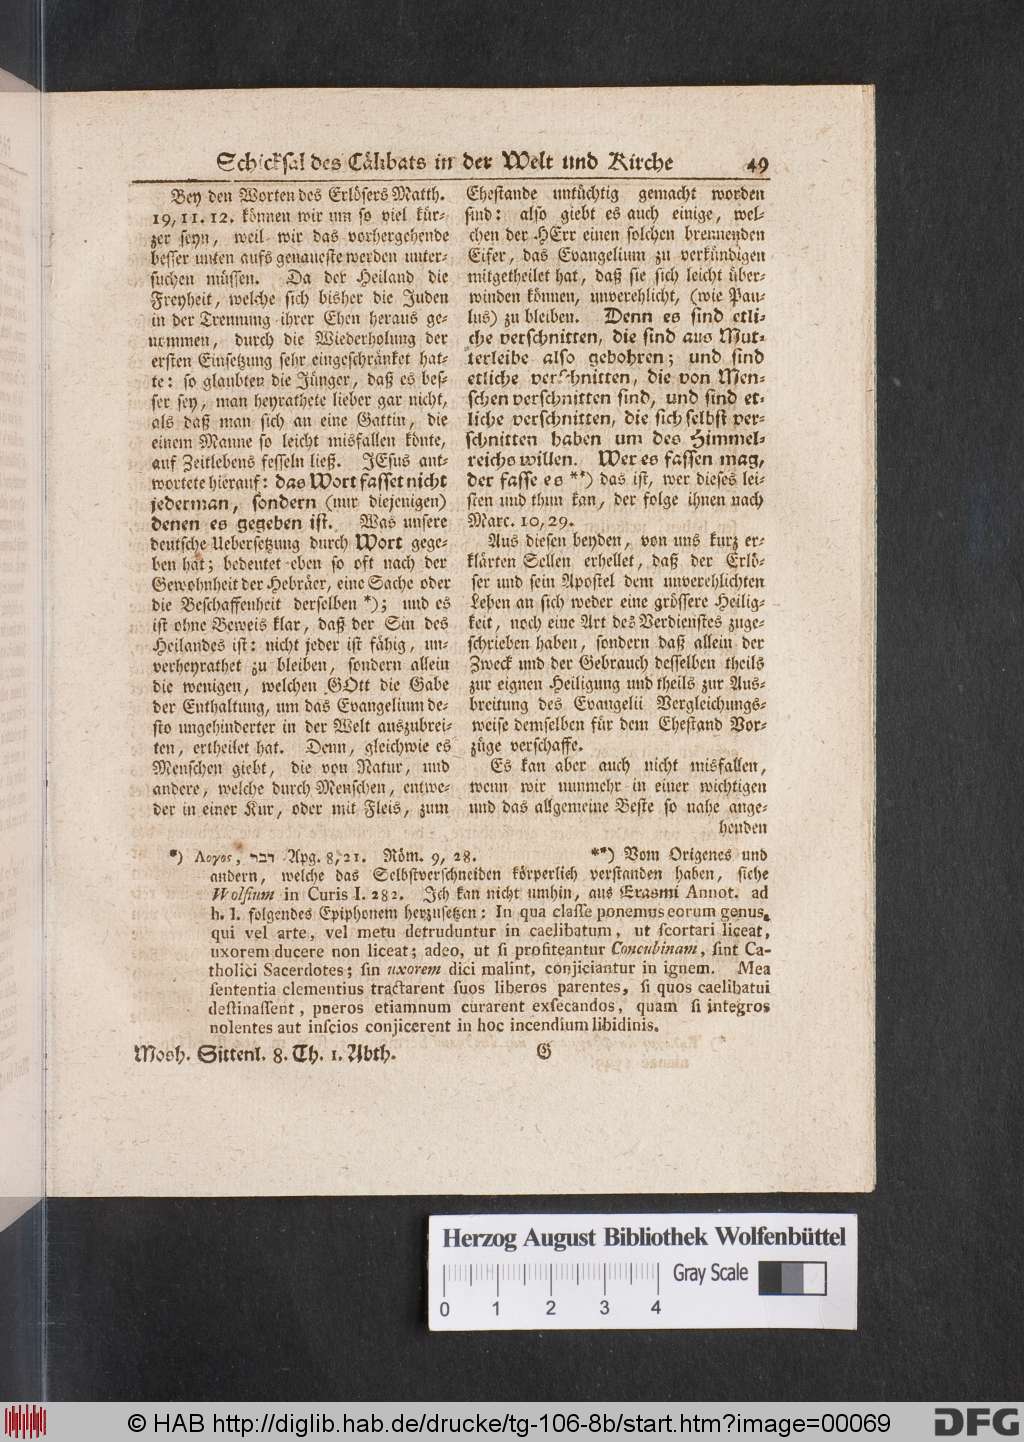 Schicksal des Cälibats in der Welt und Kirche 49
Bey den Worten des Erlösers Matth.
19, 11. 12. können wir um so viel kür-
zer seyn, weil wir das vorhergehende
besser unten aufs genaueste werden unter-
suchen müssen. Da der Heiland die
Freyheit, welche sich bisher die Juden
in der Trennung ihrer Ehen heraus ge-
nommen, durch die Wiederholung der
ersten Einsetzung sehr eingeschränket hat-
te: so glaubten die Jünger, daß es bes-
ser sey, man heyrathete lieber gar nicht,
als daß man sich an eine Gattin, die
einem Manne so leicht misfallen könte,
auf Zeitlebens fesseln ließ. JEsus ant-
wortete hierauf: das Wort fasset nicht
jederman, sondern (nur diejenigen)
denen es gegeben ist. Was unsere
deutsche Uebersetzung durch Wort gege-
ben hat; bedeutet eben so oft nach der
Gewohnheit der Hebräer, eine Sache oder
die Beschaffenheit derselben *); und es
ist ohne Beweis klar, daß der Sin des
Heilandes ist: nicht jeder ist fähig, un-
verheyrathet zu bleiben, sondern allein
die wenigen, welchen GOtt die Gabe
der Enthaltung, um das Evangelium de-
sto ungehinderter in der Welt auszubrei-
ten, ertheilet hat. Denn, gleichwie es
Menschen giebt, die von Natur, und
andere, welche durch Menschen, entwe-
der in einer Kur, oder mit Fleis, zum
Ehestande untüchtig gemacht worden
sind: also giebt es auch einige, wel-
chen der HErr einen solchen brennenden
Eifer, das Evangelium zu verkündigen
mitgetheilet hat, daß sie sich leicht über-
winden können, unverehlicht, (wie Pau-
lus) zu bleiben. Denn es sind etli-
che verschnitten, die sind aus Mut-
terleibe also gebohren; und sind
etliche verschnitten, die von Men-
schen verschnitten sind, und sind et-
liche verschnitten, die sich selbst ver-
schnitten haben um des Himmel-
reichs willen. Wer es fassen mag,
der fasse es **) das ist, wer dieses lei-
sten und thun kan, der folge ihnen nach
Marc. 10, 29.
Aus diesen beyden, von uns kurz er-
klärten Sellen erhellet, daß der Erlö-
ser und sein Apostel dem unverehlichten
Leben an sich weder eine grössere Heilig-
keit, noch eine Art des Verdienstes zuge-
schrieben haben, sondern daß allein der
Zweck und der Gebrauch desselben theils
zur eignen Heiligung und theils zur Aus-
breitung des Evangelii Vergleichungs-
weise demselben für dem Ehestand Vor-
züge verschaffe.
Es kan aber auch nicht misfallen,
wenn wir nunmehr in einer wichtigen
und das allgemeine Beste so nahe ange-
henden
*) Λογος, דבר Apg. 8, 21. Röm. 9, 28. **) Vom Origenes und
andern, welche das Selbstverschneiden körperlich verstanden haben, siehe
Wolfium in Curis I. 282. Ich kan nicht umhin, aus Erasmi Annot. ad
h. l. folgendes Epiphonem herzusetzen: In qua classe ponemus eorum genus,
qui vel arte, vel metu detruduntur in caelibatum, ut scortari liceat,
uxorem ducere non liceat; adeo, ut si profiteantur Concubinam, sint Ca-
tholici Sacerdotes; sin uxorem dici malint, conjiciantur in ignem. Mea
sententia clementius tractarent suos liberos parentes, si quos caelibatui
destinassent, pueros etiamnum curarent exsecandos, quam si integros
nolentes aut inscios conjicerent in hoc incendium libidinis.
Mosh. Sittenl. 8. Th. 1. Abth. G
Herzog August Bibliothek Wolfenbüttel
Gray Scale
0 1 2 3 4
© HAB http://diglib.hab.de/drucke/tg-106-8b/start.htm?image=00069
DFG